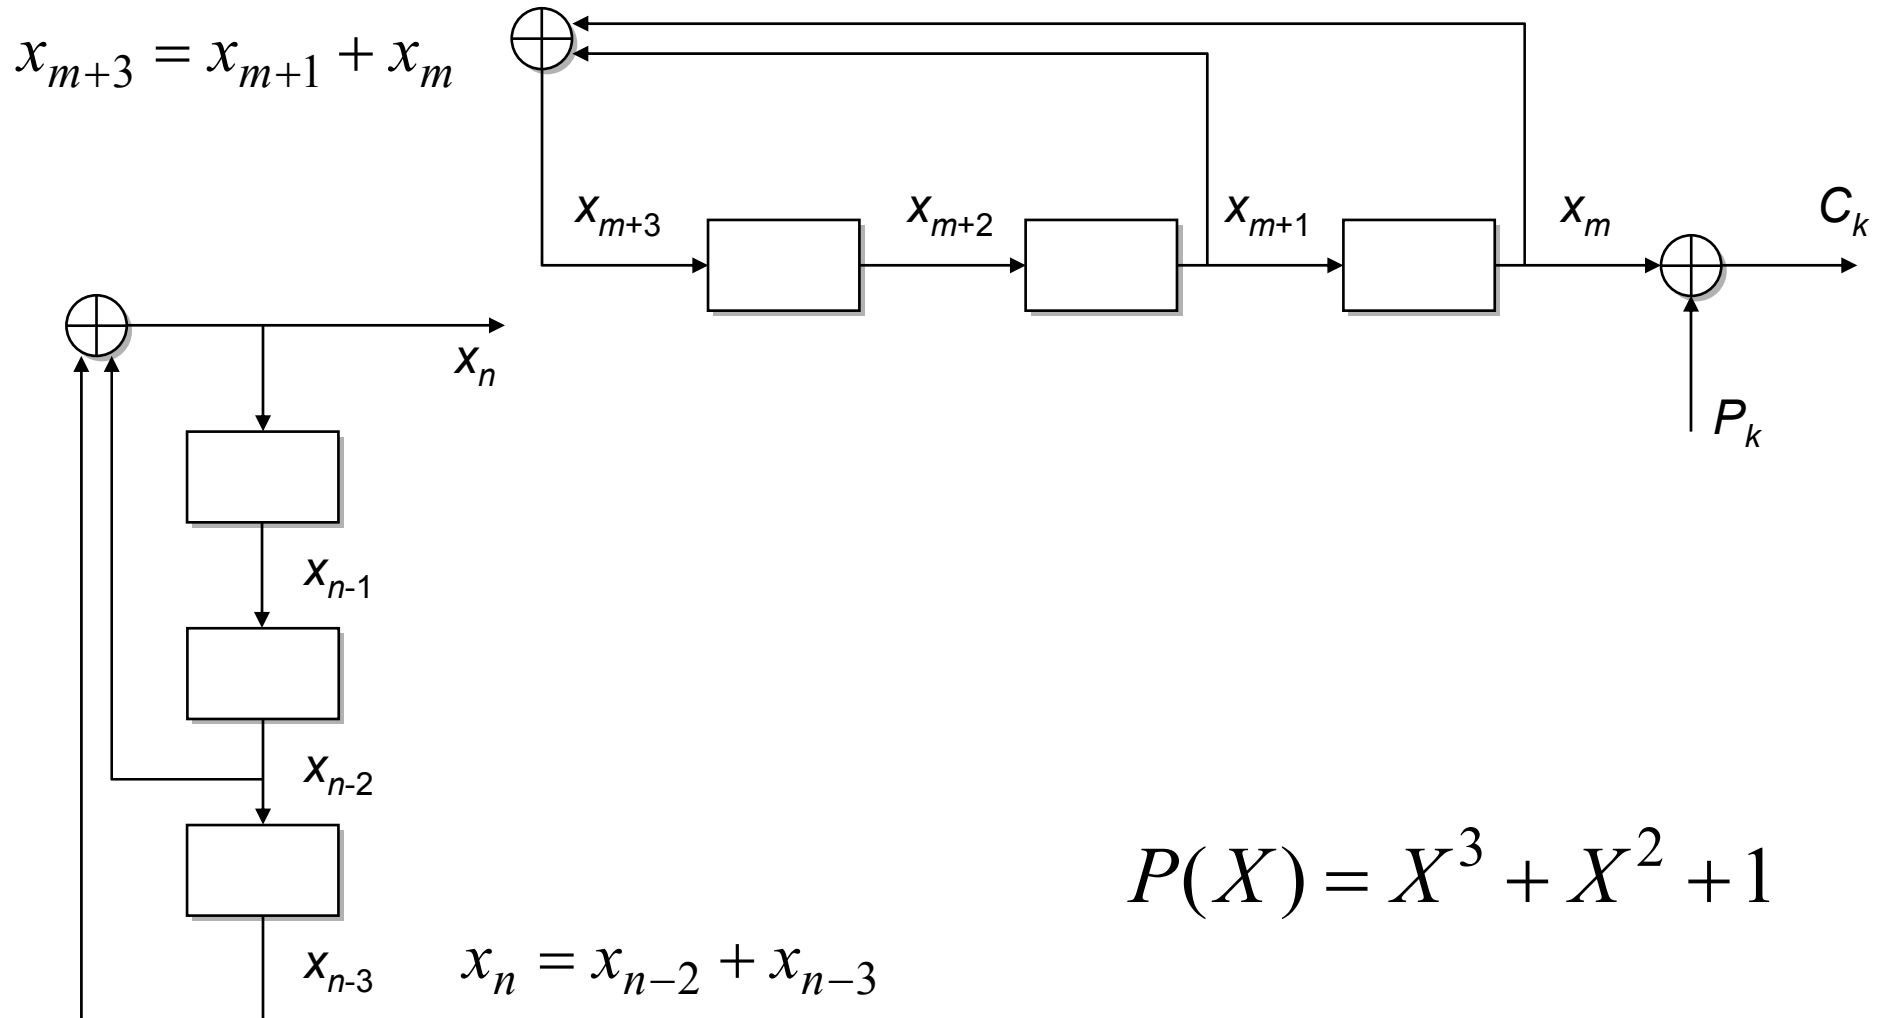 x_{m+3} = x_{m+1} + x_m
x_{m+3} x_{m+2} x_{m+1} x_m C_k
x_n
P_k
x_{n-1}
x_{n-2}
P(X) = X^3 + X^2 + 1
x_{n-3} x_n = x_{n-2} + x_{n-3}